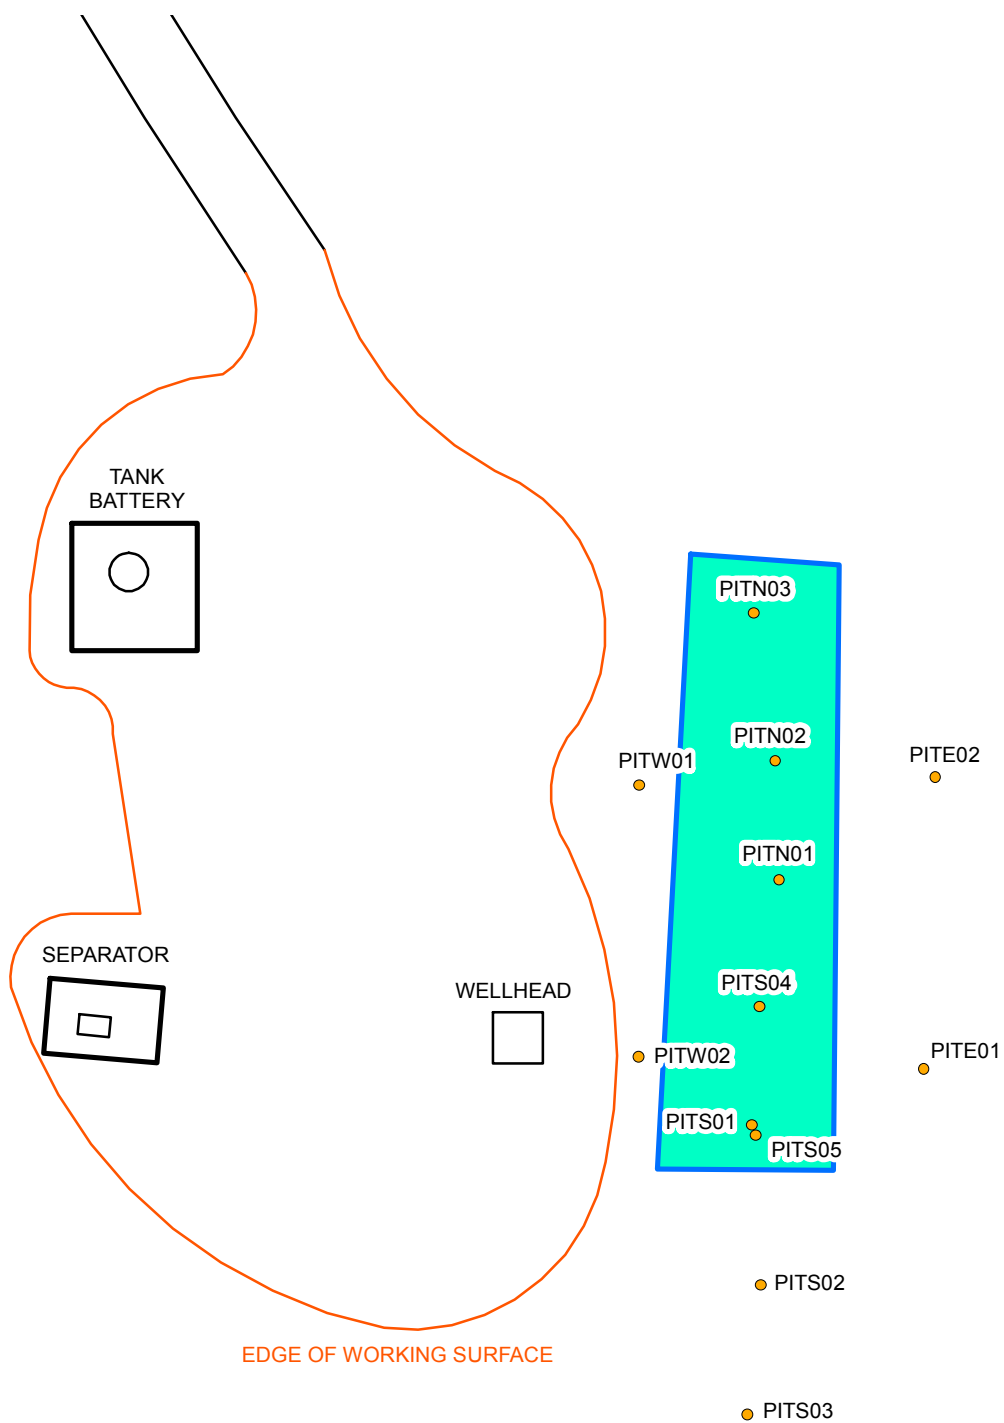 TANK
BATTERY
PITN03
PITN02
PITW01
PITE02
PITN01
SEPARATOR
PITS04
WELLHEAD
PITW02
PITE01
PITS01
PITS05
PITS02
EDGE OF WORKING SURFACE
PITS03